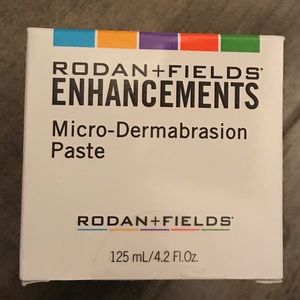 RODAN+FIELDS®
ENHANCEMENTS
Micro-Dermabrasion
Paste
RODAN+FIELDS®
125 mL/4.2 Fl.Oz.